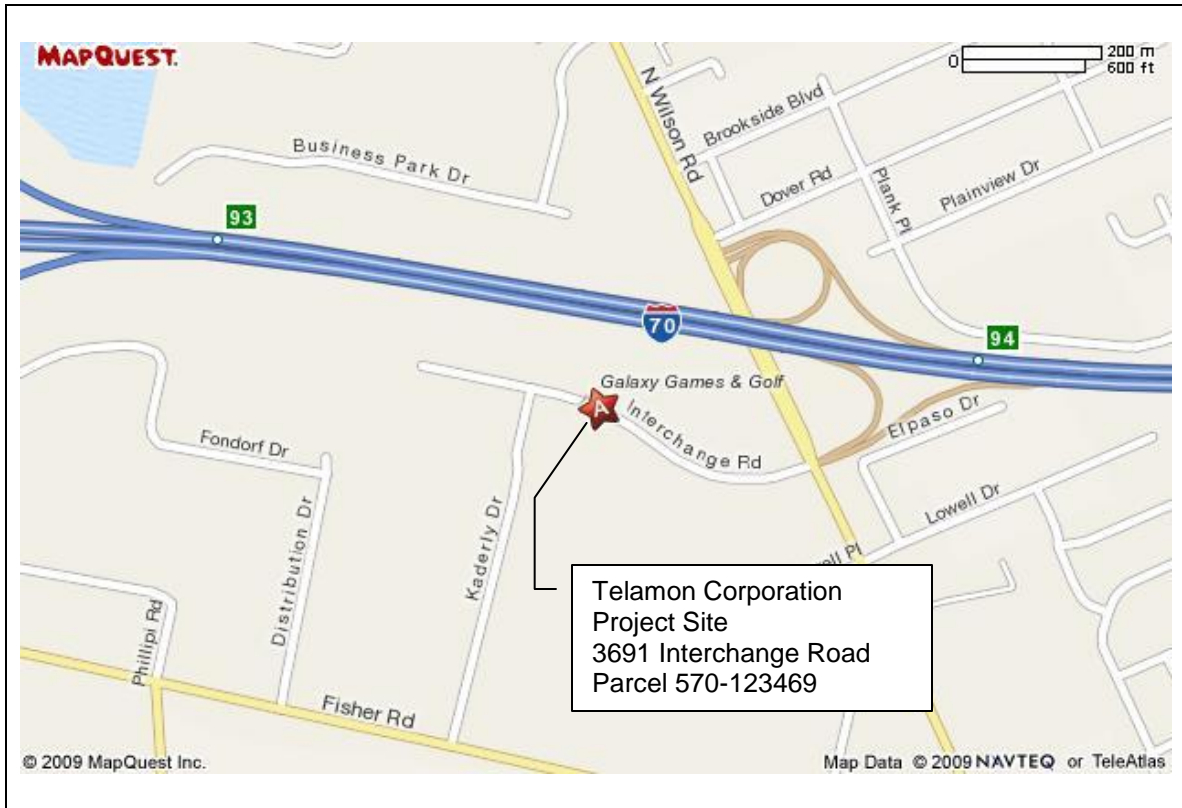 MAPQUEST.
0
200 m
600 ft
N Wilson Rd
Brookside Blvd
Business Park Dr
Dover Rd
Plank Pl
Plainview Dr
93
70
94
Galaxy Games & Golf
A
Interchange Rd
Elpaso Dr
Fondorf Dr
Lowell Dr
Distribution Dr
Kaderly Dr
Pl
Telamon Corporation
Project Site
3691 Interchange Road
Parcel 570-123469
Phillipi Rd
Fisher Rd
© 2009 MapQuest Inc.
Map Data © 2009 NAVTEQ or TeleAtlas